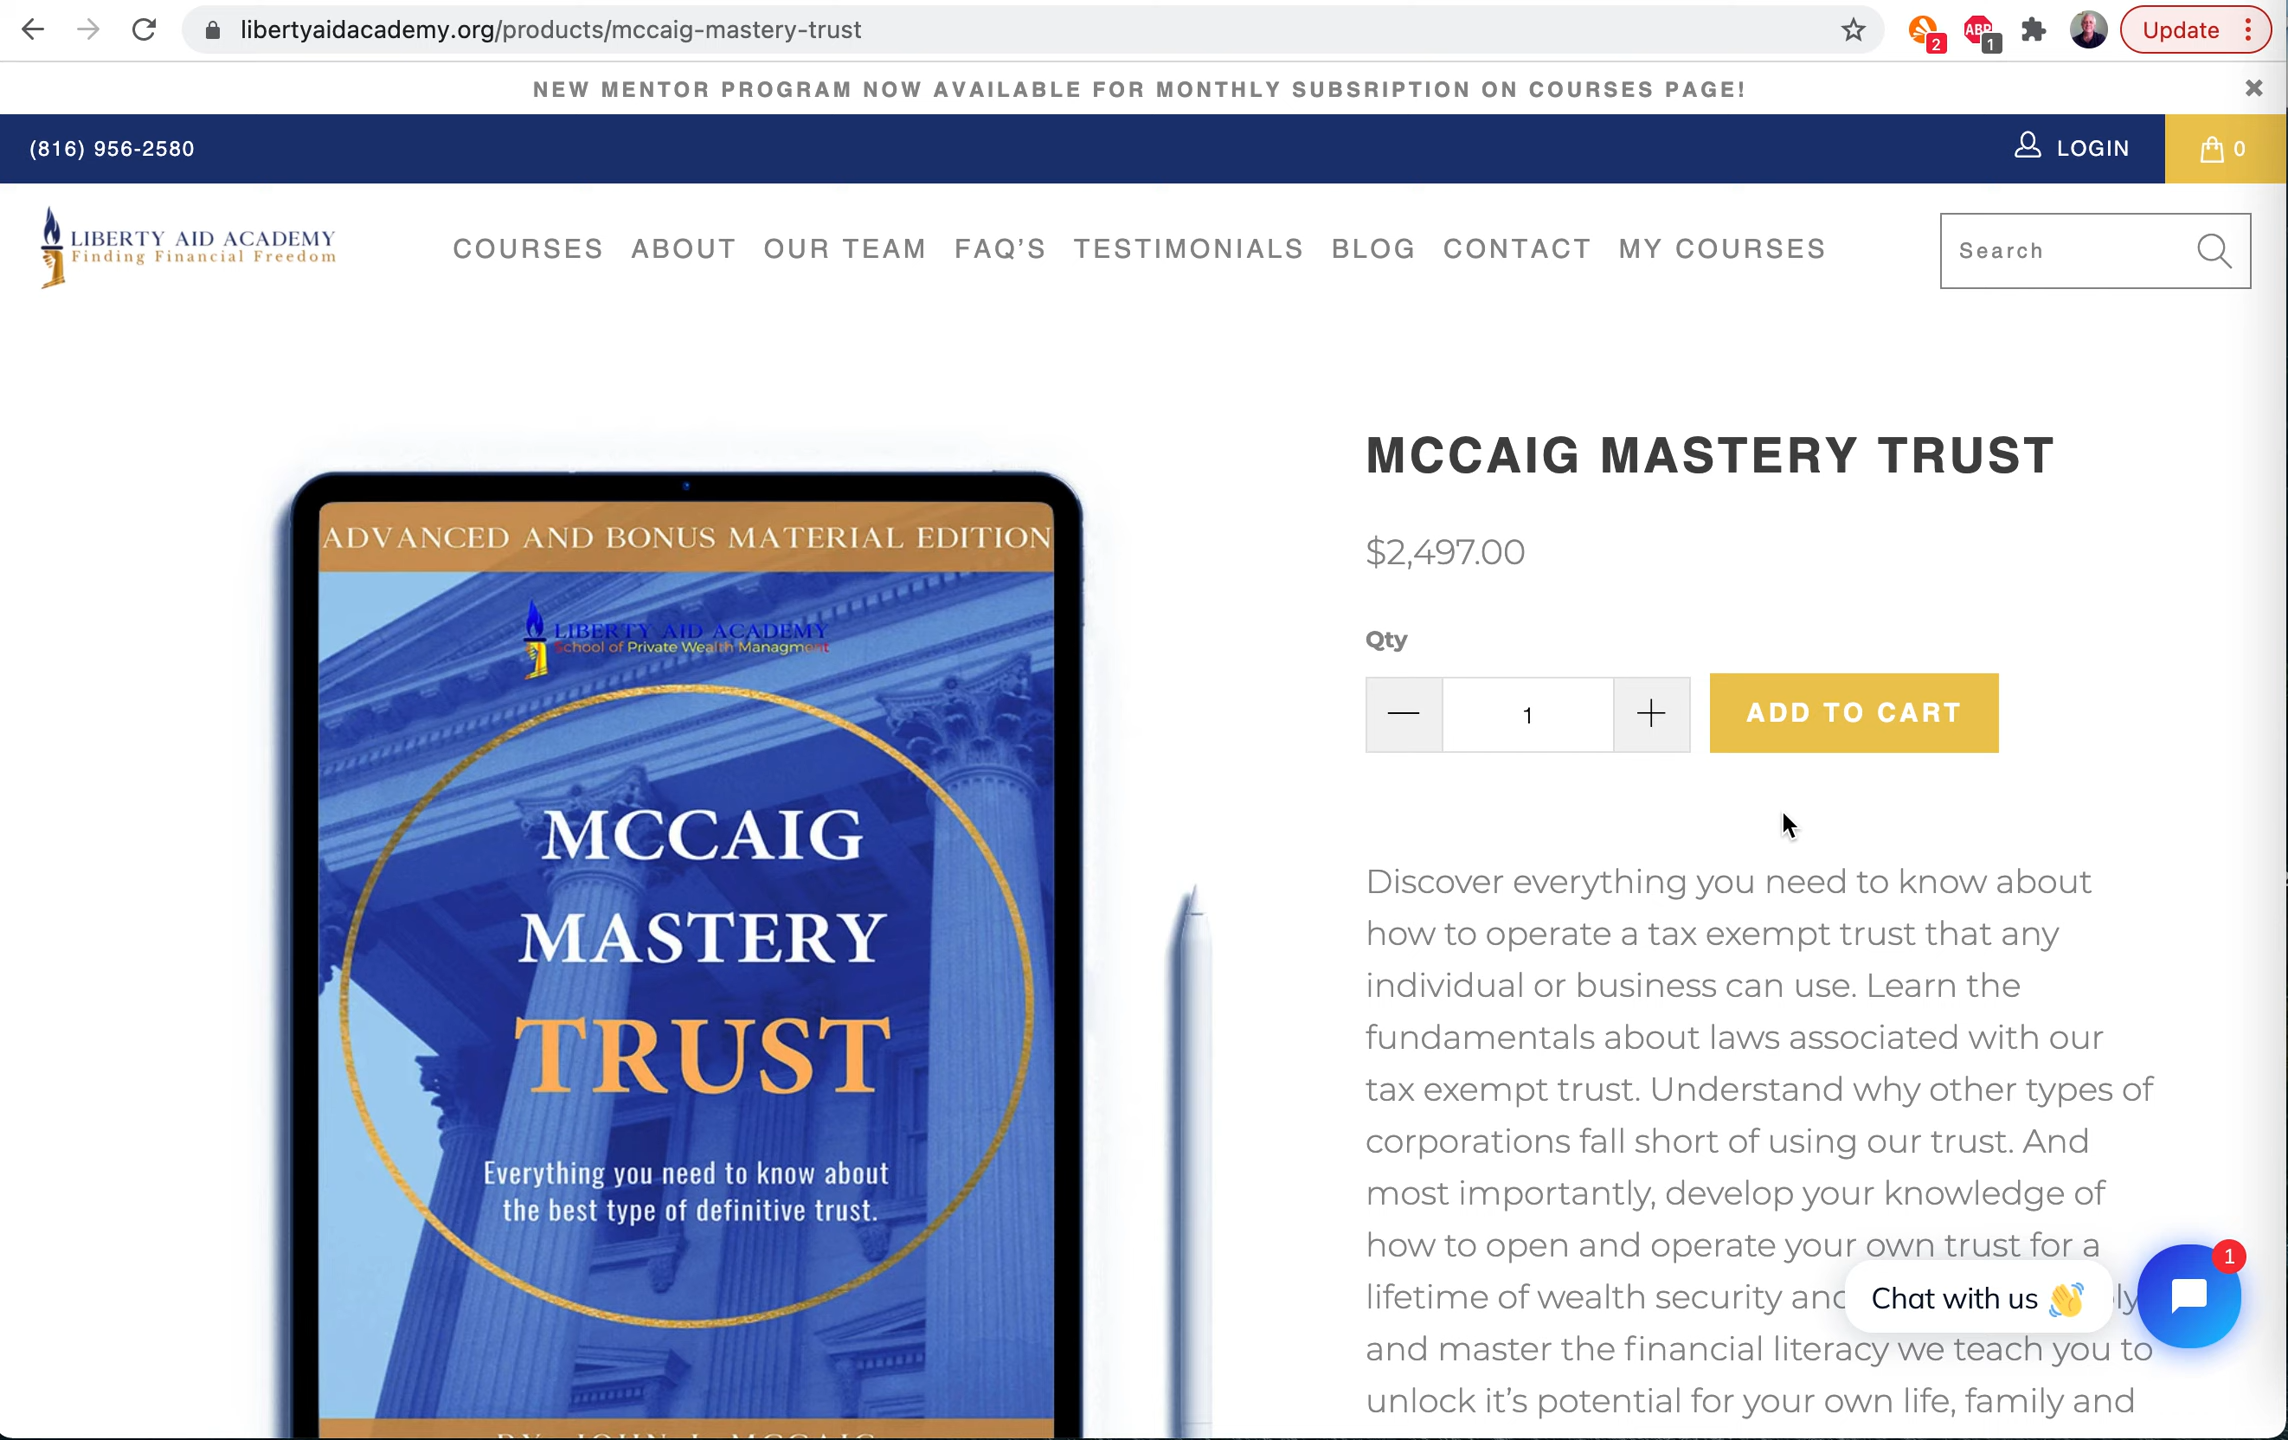 libertyaidacademy.org/products/mccaig-mastery-trust
2
ABP
1
Update
NEW MENTOR PROGRAM NOW AVAILABLE FOR MONTHLY SUBSRIPTION ON COURSES PAGE!
(816) 956-2580
LOGIN
0
LIBERTY AID ACADEMY
Finding Financial Freedom
COURSES ABOUT OUR TEAM FAQ'S TESTIMONIALS BLOG CONTACT MY COURSES
Search
ADVANCED AND BONUS MATERIAL EDITION
LIBERTY AID ACADEMY
School of Private Wealth Managment
MCCAIG
MASTERY
TRUST
Everything you need to know about
the best type of definitive trust.
BY: JOHN J. MCCAIG
MCCAIG MASTERY TRUST
$2,497.00
Qty
1
ADD TO CART
Discover everything you need to know about
how to operate a tax exempt trust that any
individual or business can use. Learn the
fundamentals about laws associated with our
tax exempt trust. Understand why other types of
corporations fall short of using our trust. And
most importantly, develop your knowledge of
how to open and operate your own trust for a
lifetime of wealth security and
and master the financial literacy we teach you to
unlock it's potential for your own life, family and
Chat with us 👋
1